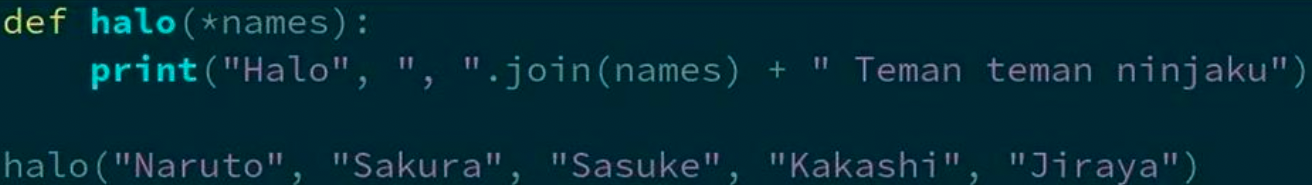 def halo(*names):
    print("Halo", ", ".join(names) + " Teman teman ninjaku")
halo("Naruto", "Sakura", "Sasuke", "Kakashi", "Jiraya")